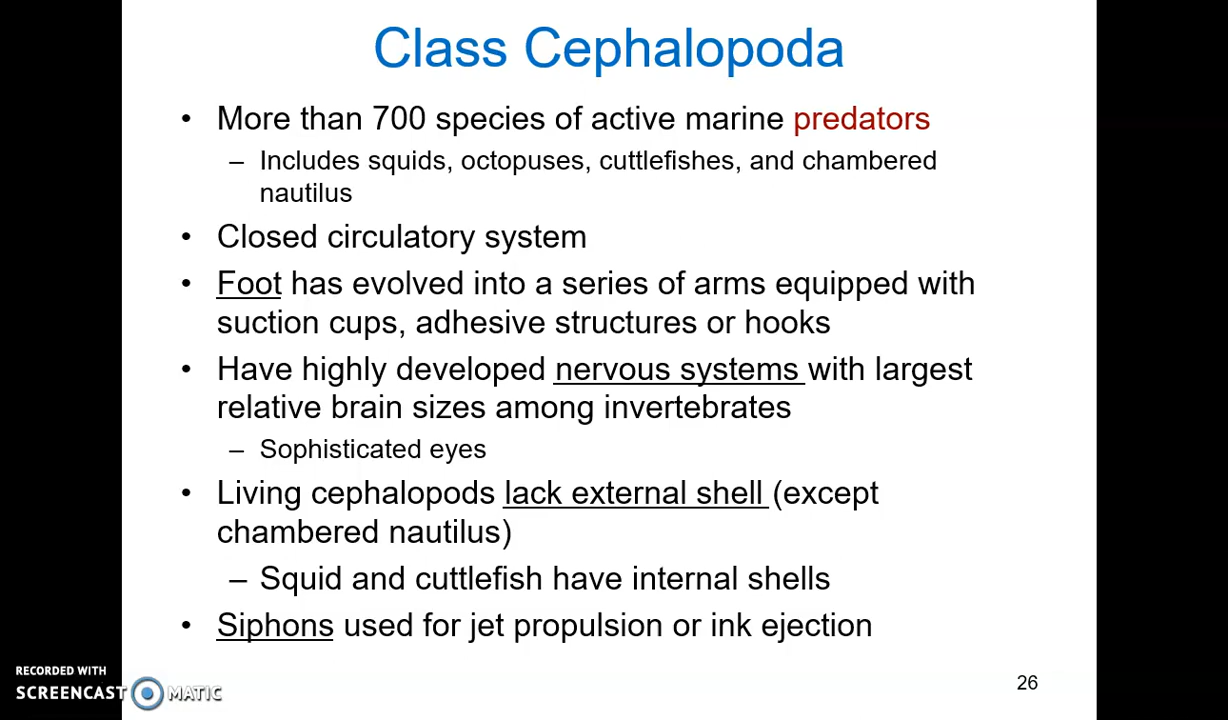 Class Cephalopoda
• More than 700 species of active marine predators
– Includes squids, octopuses, cuttlefishes, and chambered
nautilus
• Closed circulatory system
• Foot has evolved into a series of arms equipped with
suction cups, adhesive structures or hooks
• Have highly developed nervous systems with largest
relative brain sizes among invertebrates
– Sophisticated eyes
• Living cephalopods lack external shell (except
chambered nautilus)
– Squid and cuttlefish have internal shells
• Siphons used for jet propulsion or ink ejection
RECORDED WITH
SCREENCAST MATIC
26